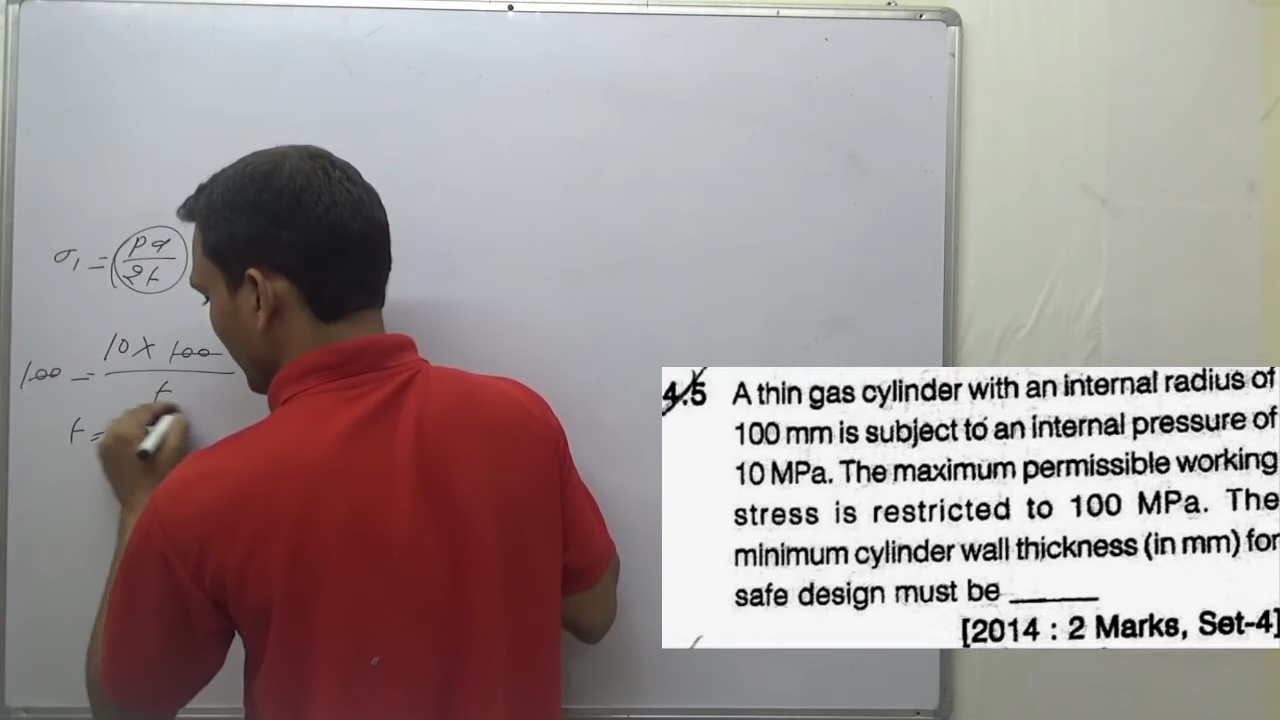 σ₁ = (pd/2t)
100 = 10 × 100 / t
t =
4.5 A thin gas cylinder with an internal radius of
100 mm is subject to an internal pressure of
10 MPa. The maximum permissible working
stress is restricted to 100 MPa. The
minimum cylinder wall thickness (in mm) for
safe design must be ______
[2014 : 2 Marks, Set-4]